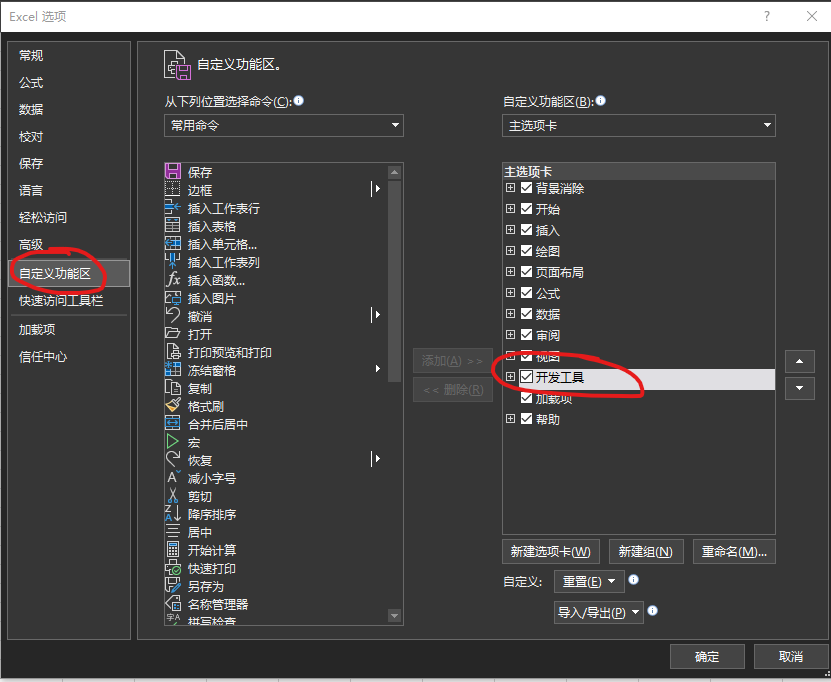 Excel 选项
?
常规
公式
数据
校对
保存
语言
轻松访问
高级
自定义功能区
快速访问工具栏
加载项
信任中心
自定义功能区。
从下列位置选择命令(C):
常用命令
保存
边框
插入工作表行
插入表格
插入单元格...
插入工作表列
fx 插入函数...
插入图片
撤消
打开
打印预览和打印
冻结窗格
复制
格式刷
合并后居中
宏
恢复
减小字号
剪切
降序排序
居中
开始计算
快速打印
另存为
名称管理器
拼写检查
添加(A) >>
<< 删除(R)
自定义功能区(B):
主选项卡
主选项卡
背景消除
开始
插入
绘图
页面布局
公式
数据
审阅
视图
开发工具
加载项
帮助
新建选项卡(W)
新建组(N)
重命名(M)...
自定义:
重置(E)
导入/导出(P)
确定
取消